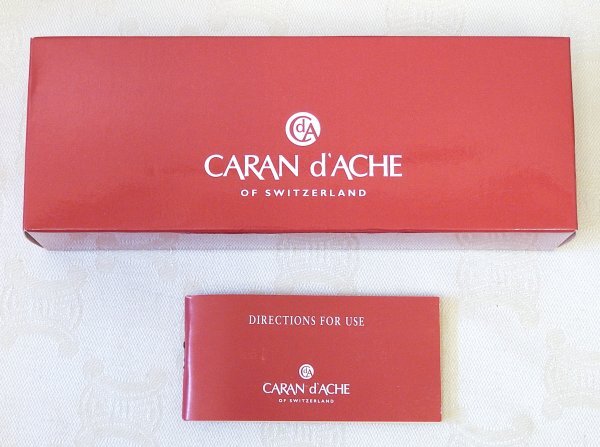 CdA
CARAN d'ACHE
OF SWITZERLAND
DIRECTIONS FOR USE
CdA
CARAN d'ACHE
OF SWITZERLAND